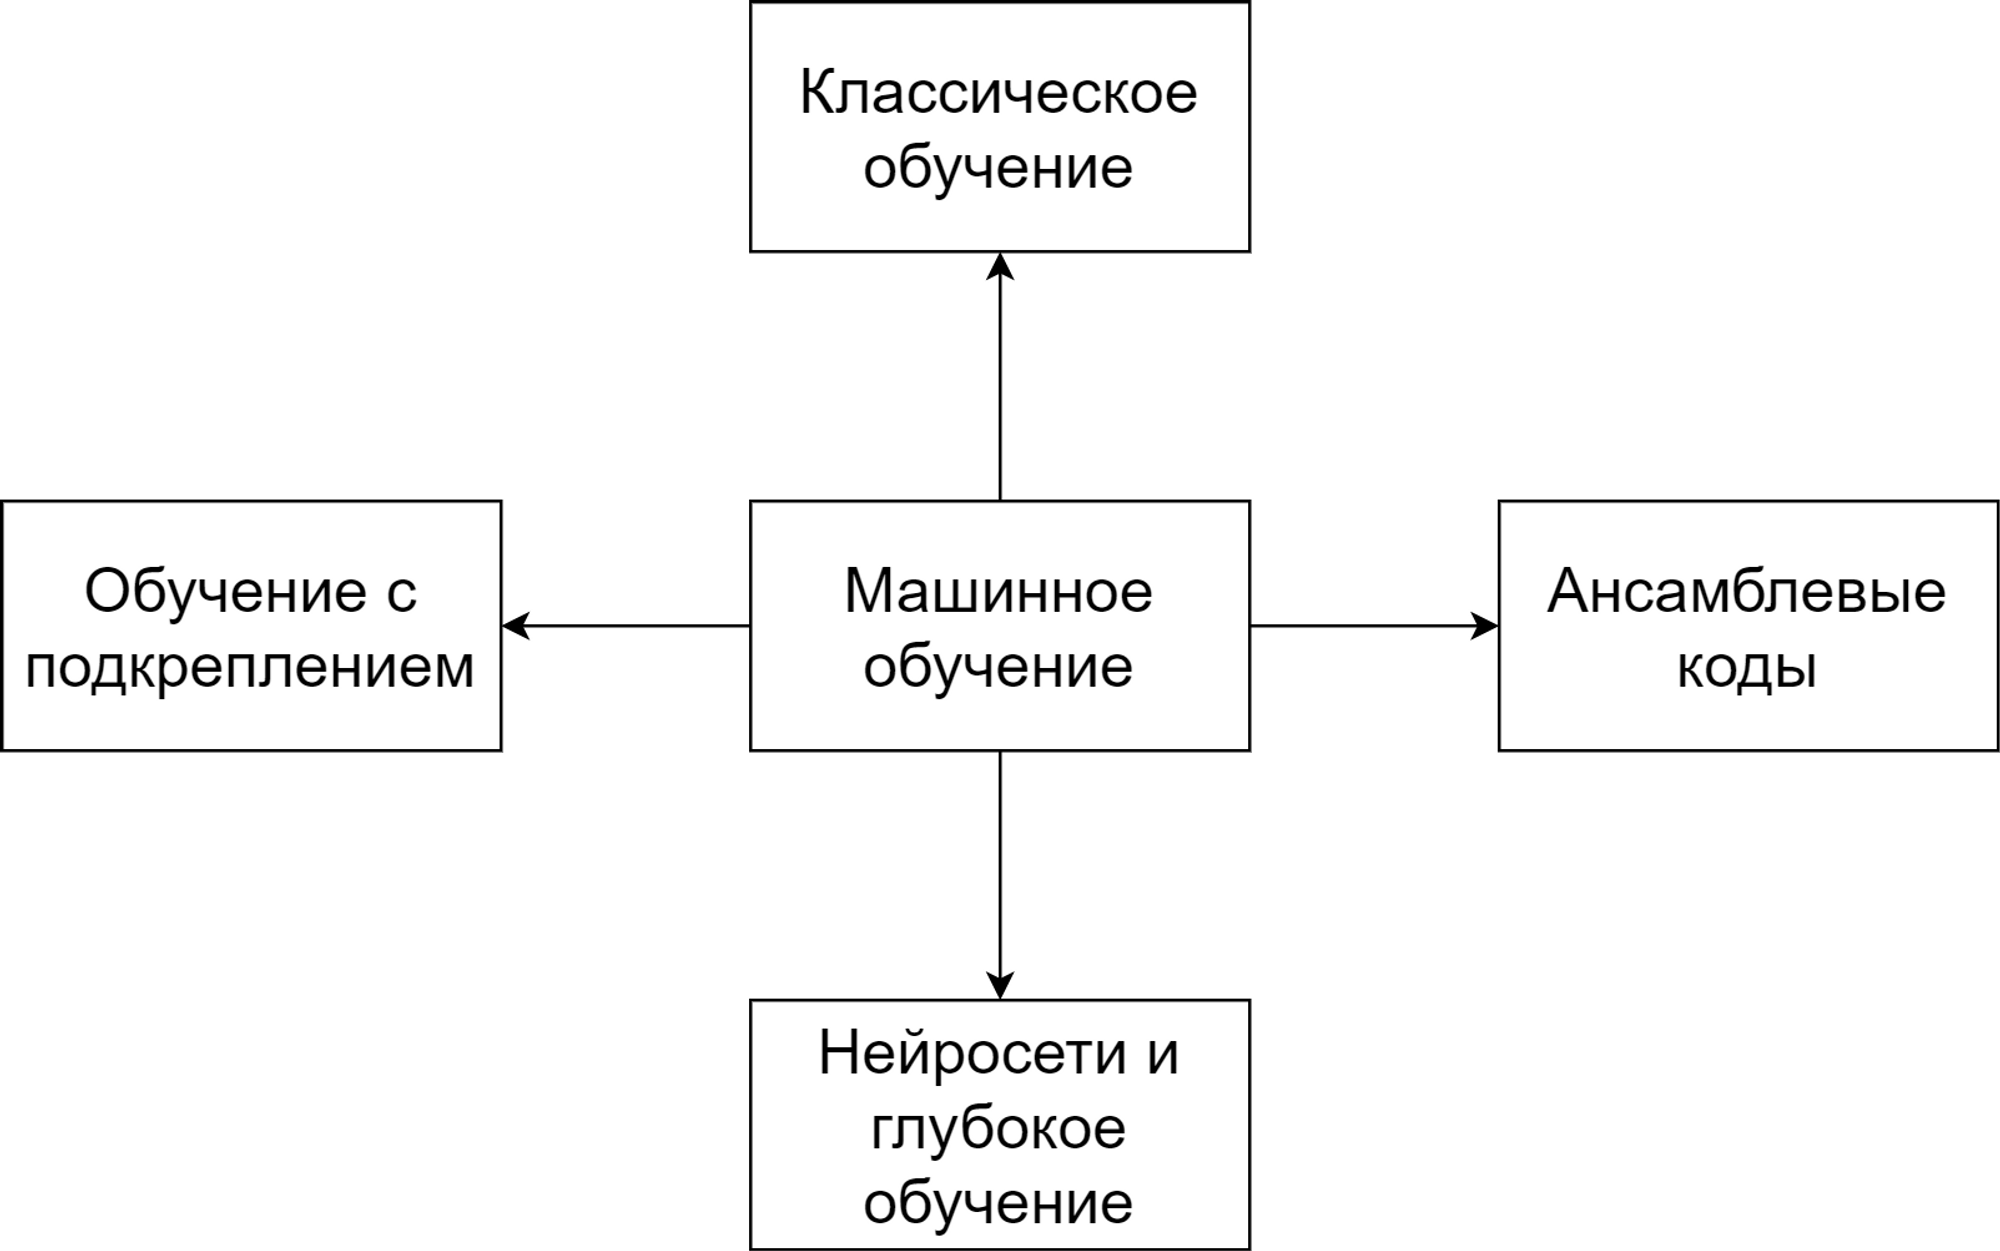 Классическое
обучение
Обучение с
подкреплением
Машинное
обучение
Ансамблевые
коды
Нейросети и
глубокое
обучение